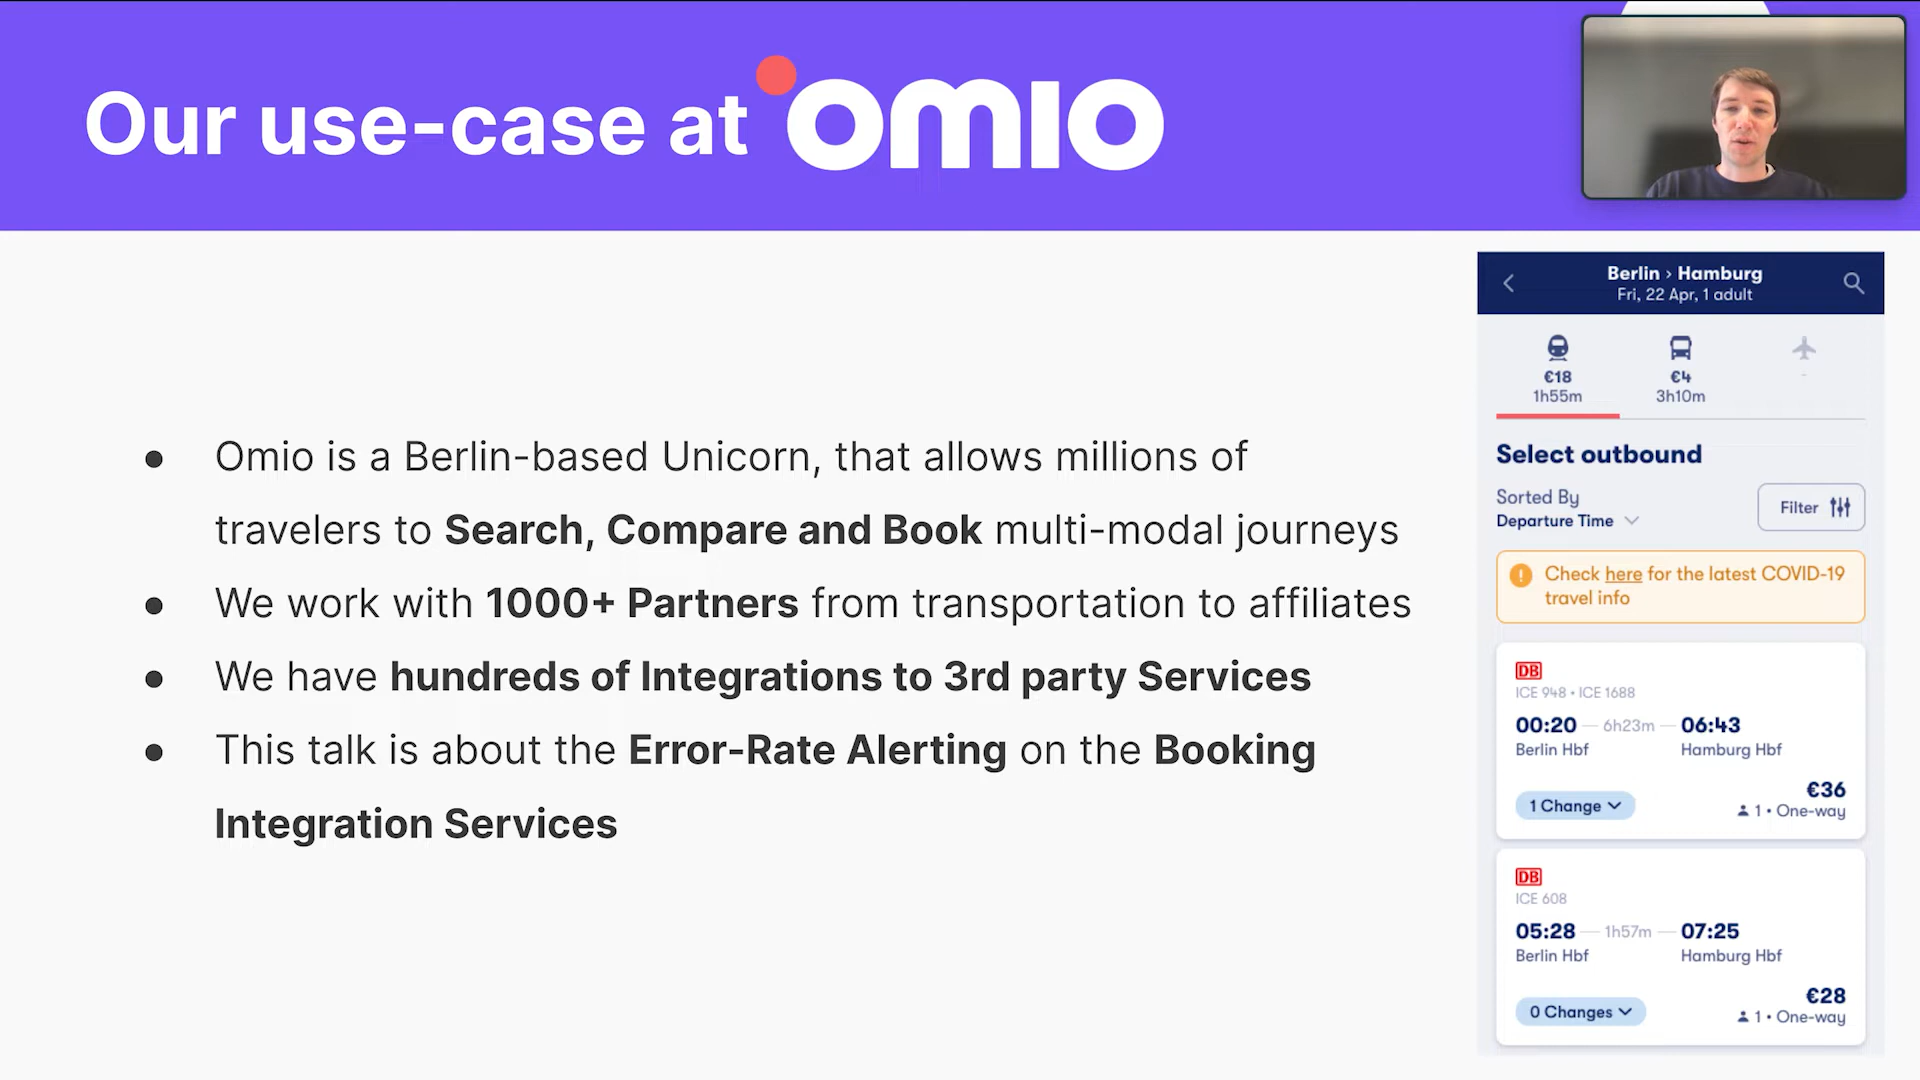 Our use-case at omio
Omio is a Berlin-based Unicorn, that allows millions of
travelers to Search, Compare and Book multi-modal journeys
We work with 1000+ Partners from transportation to affiliates
We have hundreds of Integrations to 3rd party Services
This talk is about the Error-Rate Alerting on the Booking
Integration Services
Berlin › Hamburg
Fri, 22 Apr, 1 adult
€18 €4 -
1h55m 3h10m
Select outbound
Sorted By
Departure Time
Filter
Check here for the latest COVID-19
travel info
DB
ICE 948 • ICE 1688
00:20 — 6h23m — 06:43
Berlin Hbf Hamburg Hbf
€36
1 Change
1 • One-way
DB
ICE 608
05:28 — 1h57m — 07:25
Berlin Hbf Hamburg Hbf
€28
0 Changes
1 • One-way